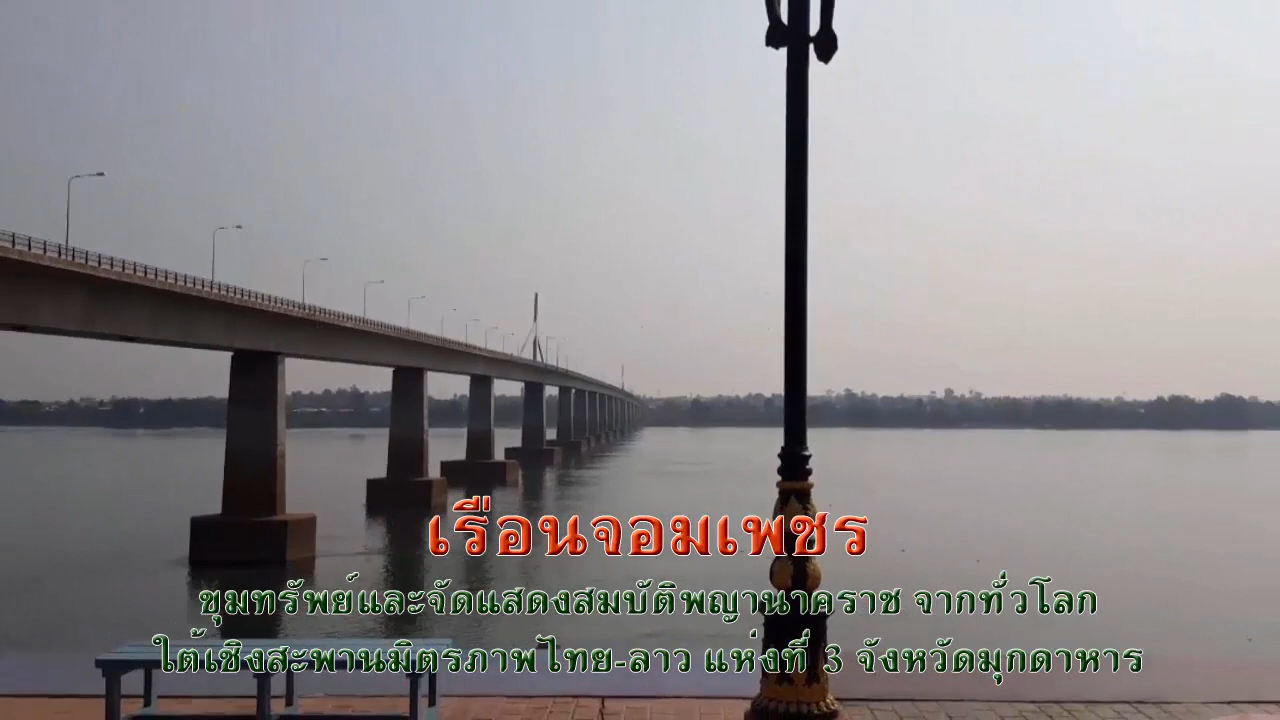 เรือนจอมเพชร
ขุมทรัพย์และจัดแสดงสมบัติพญานาคราช จากทั่วโลก
ใต้เชิงสะพานมิตรภาพไทย-ลาว แห่งที่ 3 จังหวัดมุกดาหาร